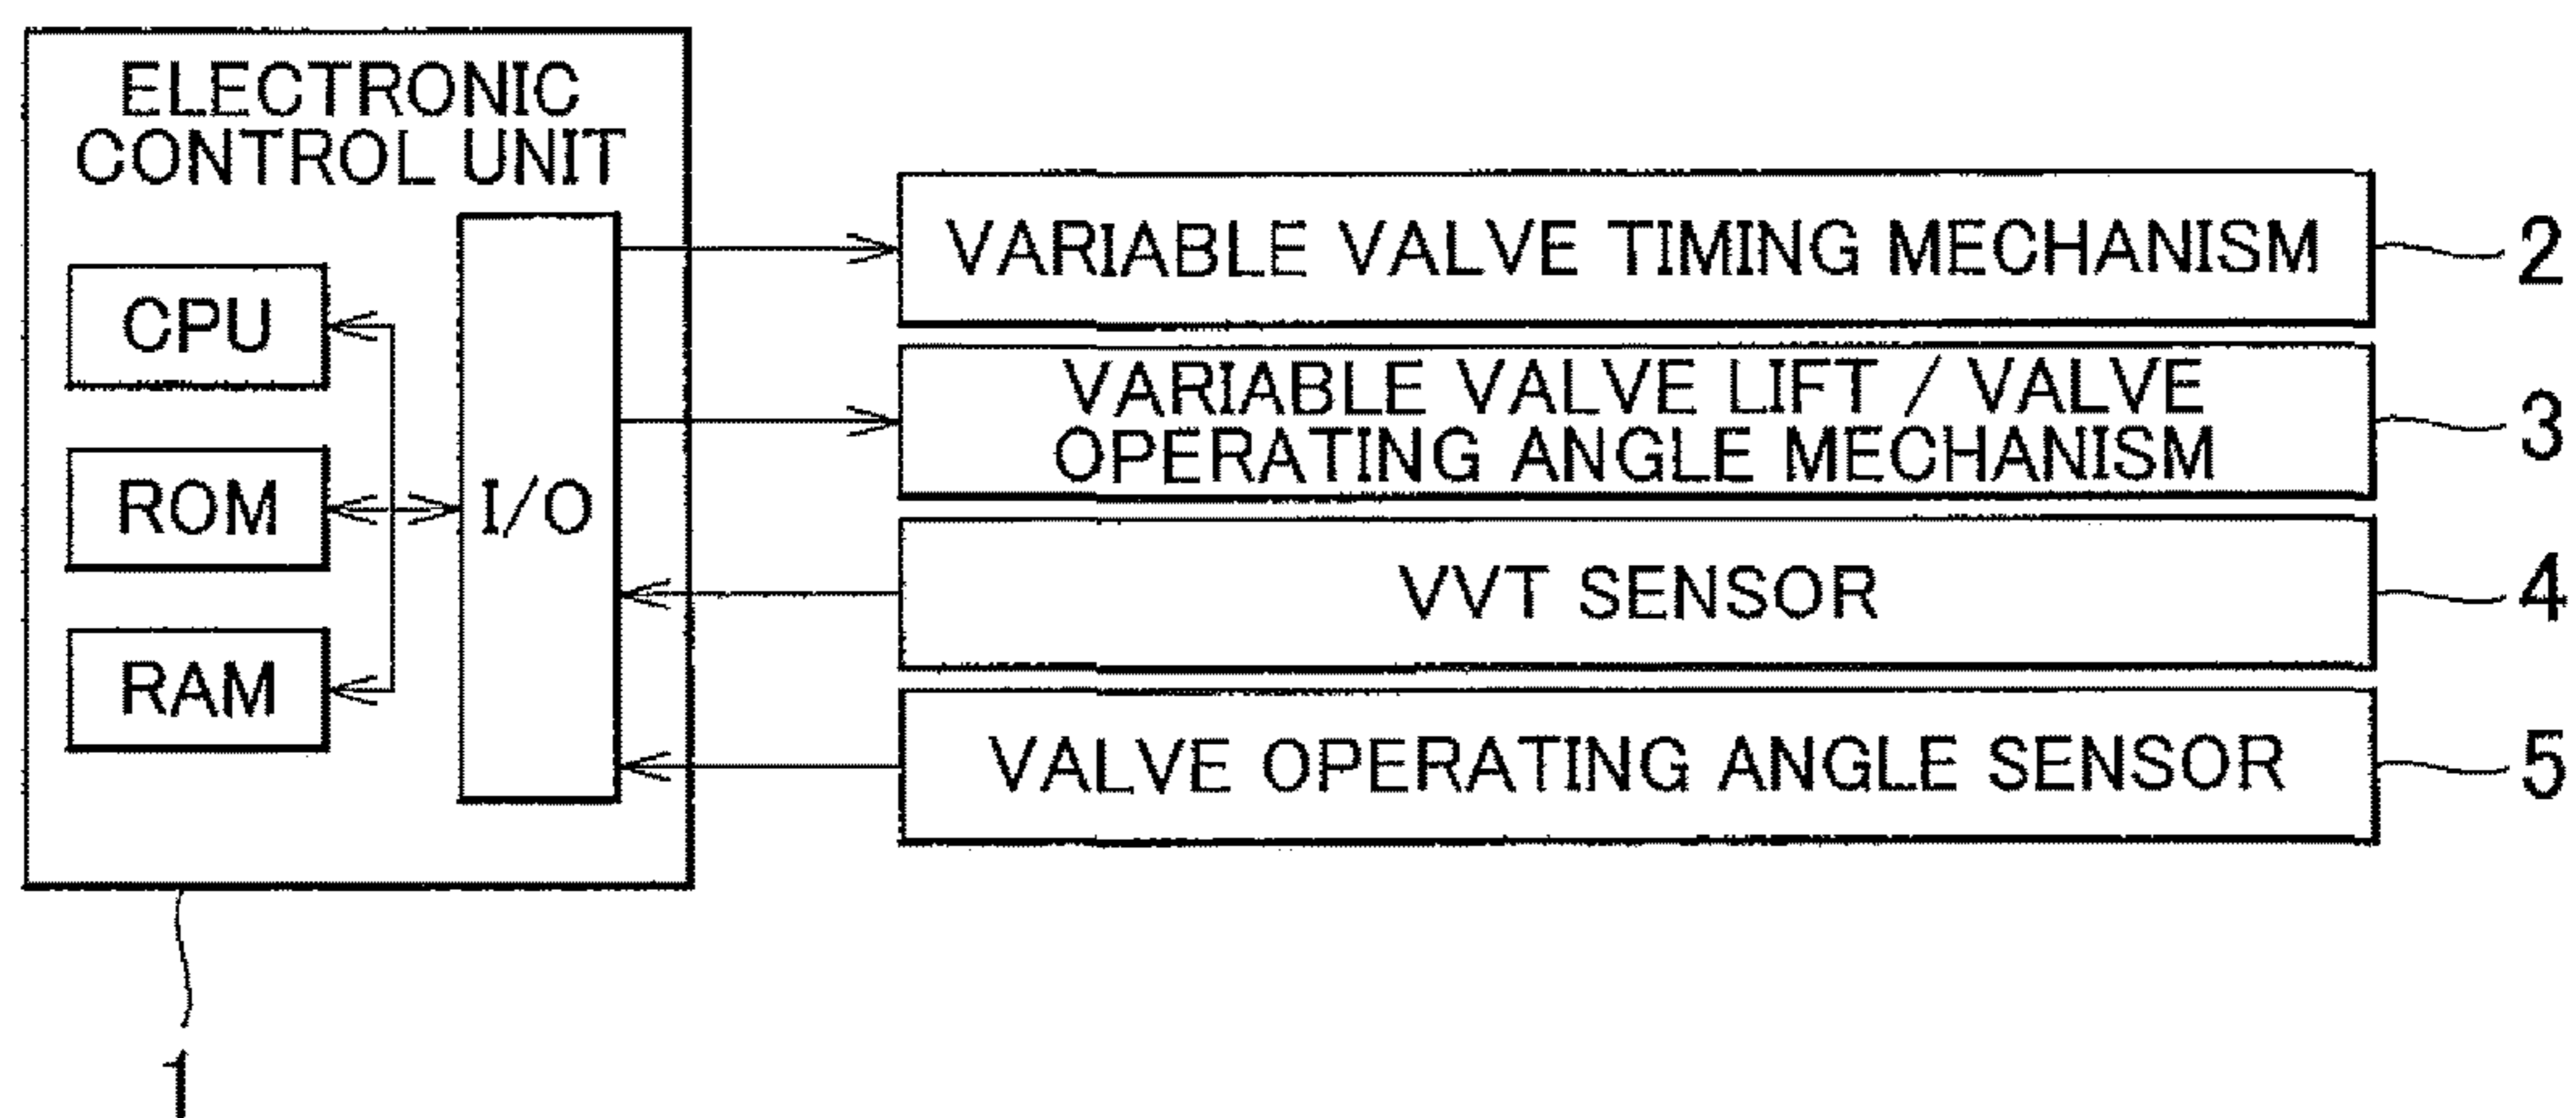 ELECTRONIC
CONTROL UNIT
CPU
ROM
RAM
I/O
VARIABLE VALVE TIMING MECHANISM
2
VARIABLE VALVE LIFT / VALVE
OPERATING ANGLE MECHANISM
3
VVT SENSOR
4
VALVE OPERATING ANGLE SENSOR
5
1